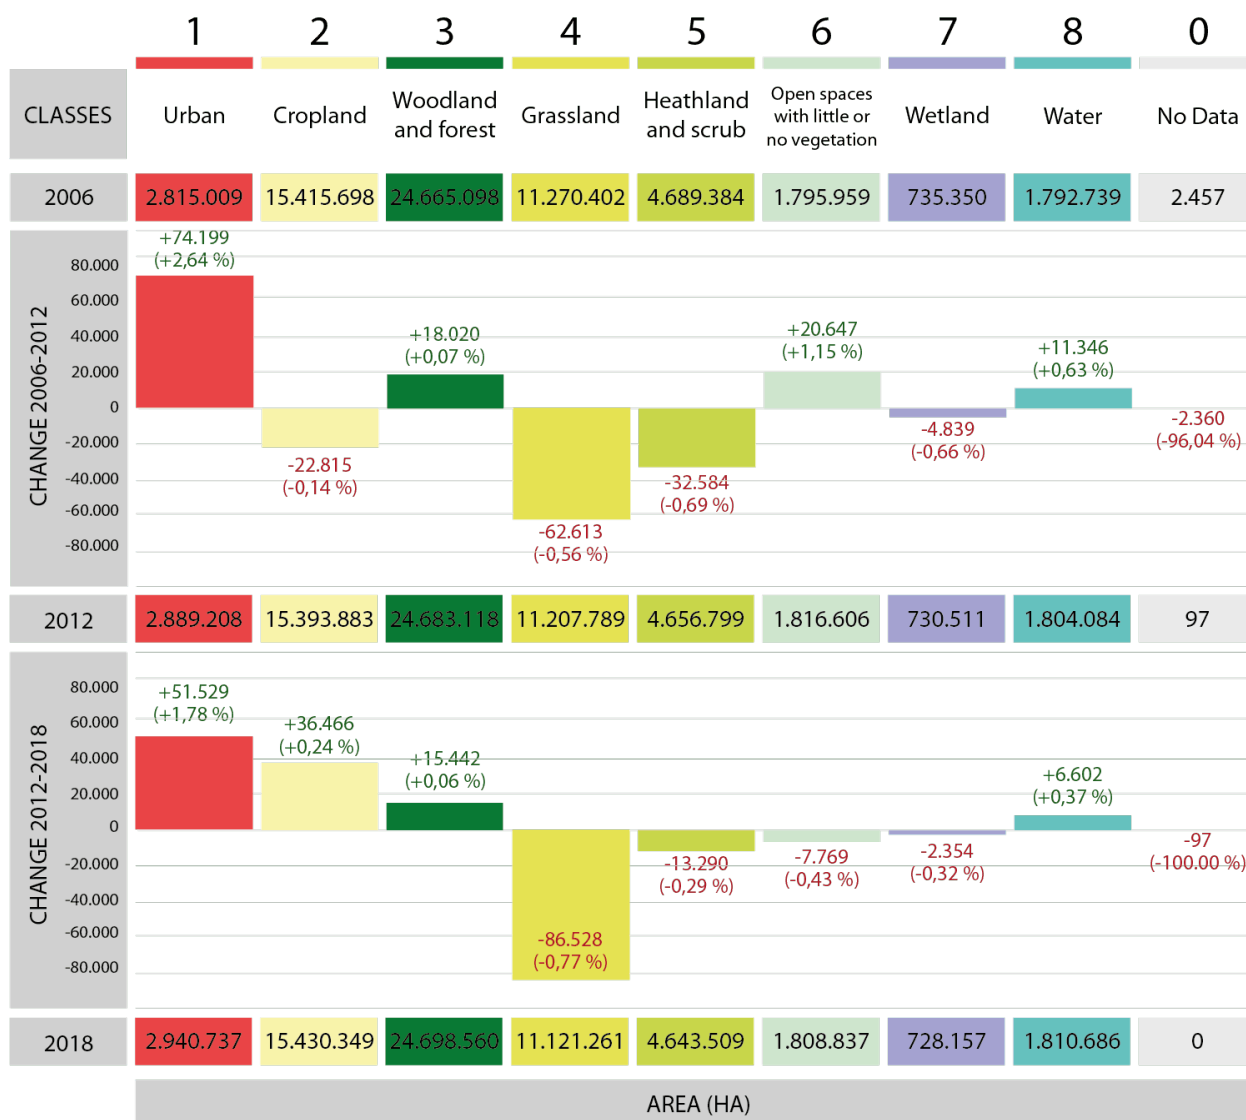 1 2 3 4 5 6 7 8 0
CLASSES
Urban
Cropland
Woodland
and forest
Grassland
Heathland
and scrub
Open spaces
with little or
no vegetation
Wetland
Water
No Data
2006 2.815.009 15.415.698 24.665.098 11.270.402 4.689.384 1.795.959 735.350 1.792.739 2.457
CHANGE 2006-2012
80.000
60.000
40.000
20.000
0
-20.000
-40.000
-60.000
-80.000
+74.199
(+2,64 %)
-22.815
(-0,14 %)
+18.020
(+0,07 %)
-62.613
(-0,56 %)
-32.584
(-0,69 %)
+20.647
(+1,15 %)
-4.839
(-0,66 %)
+11.346
(+0,63 %)
-2.360
(-96,04 %)
2012 2.889.208 15.393.883 24.683.118 11.207.789 4.656.799 1.816.606 730.511 1.804.084 97
CHANGE 2012-2018
80.000
60.000
40.000
20.000
0
-20.000
-40.000
-60.000
-80.000
+51.529
(+1,78 %)
+36.466
(+0,24 %)
+15.442
(+0,06 %)
-86.528
(-0,77 %)
-13.290
(-0,29 %)
-7.769
(-0,43 %)
-2.354
(-0,32 %)
+6.602
(+0,37 %)
-97
(-100.00 %)
2018 2.940.737 15.430.349 24.698.560 11.121.261 4.643.509 1.808.837 728.157 1.810.686 0
AREA (HA)